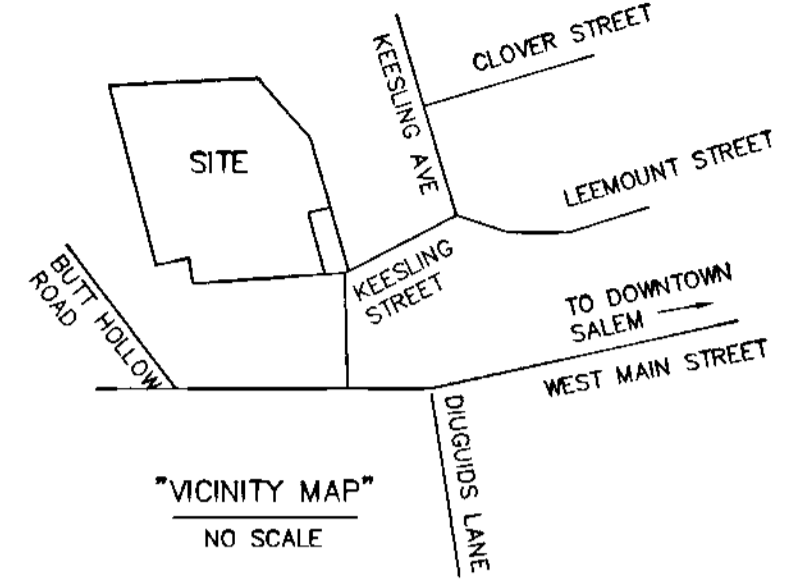 CLOVER STREET
KEESLING AVE
SITE
LEEMOUNT STREET
KEESLING
STREET
BUTT HOLLOW
ROAD
TO DOWNTOWN
SALEM
WEST MAIN STREET
DIUGUIDS LANE
"VICINITY MAP"
NO SCALE